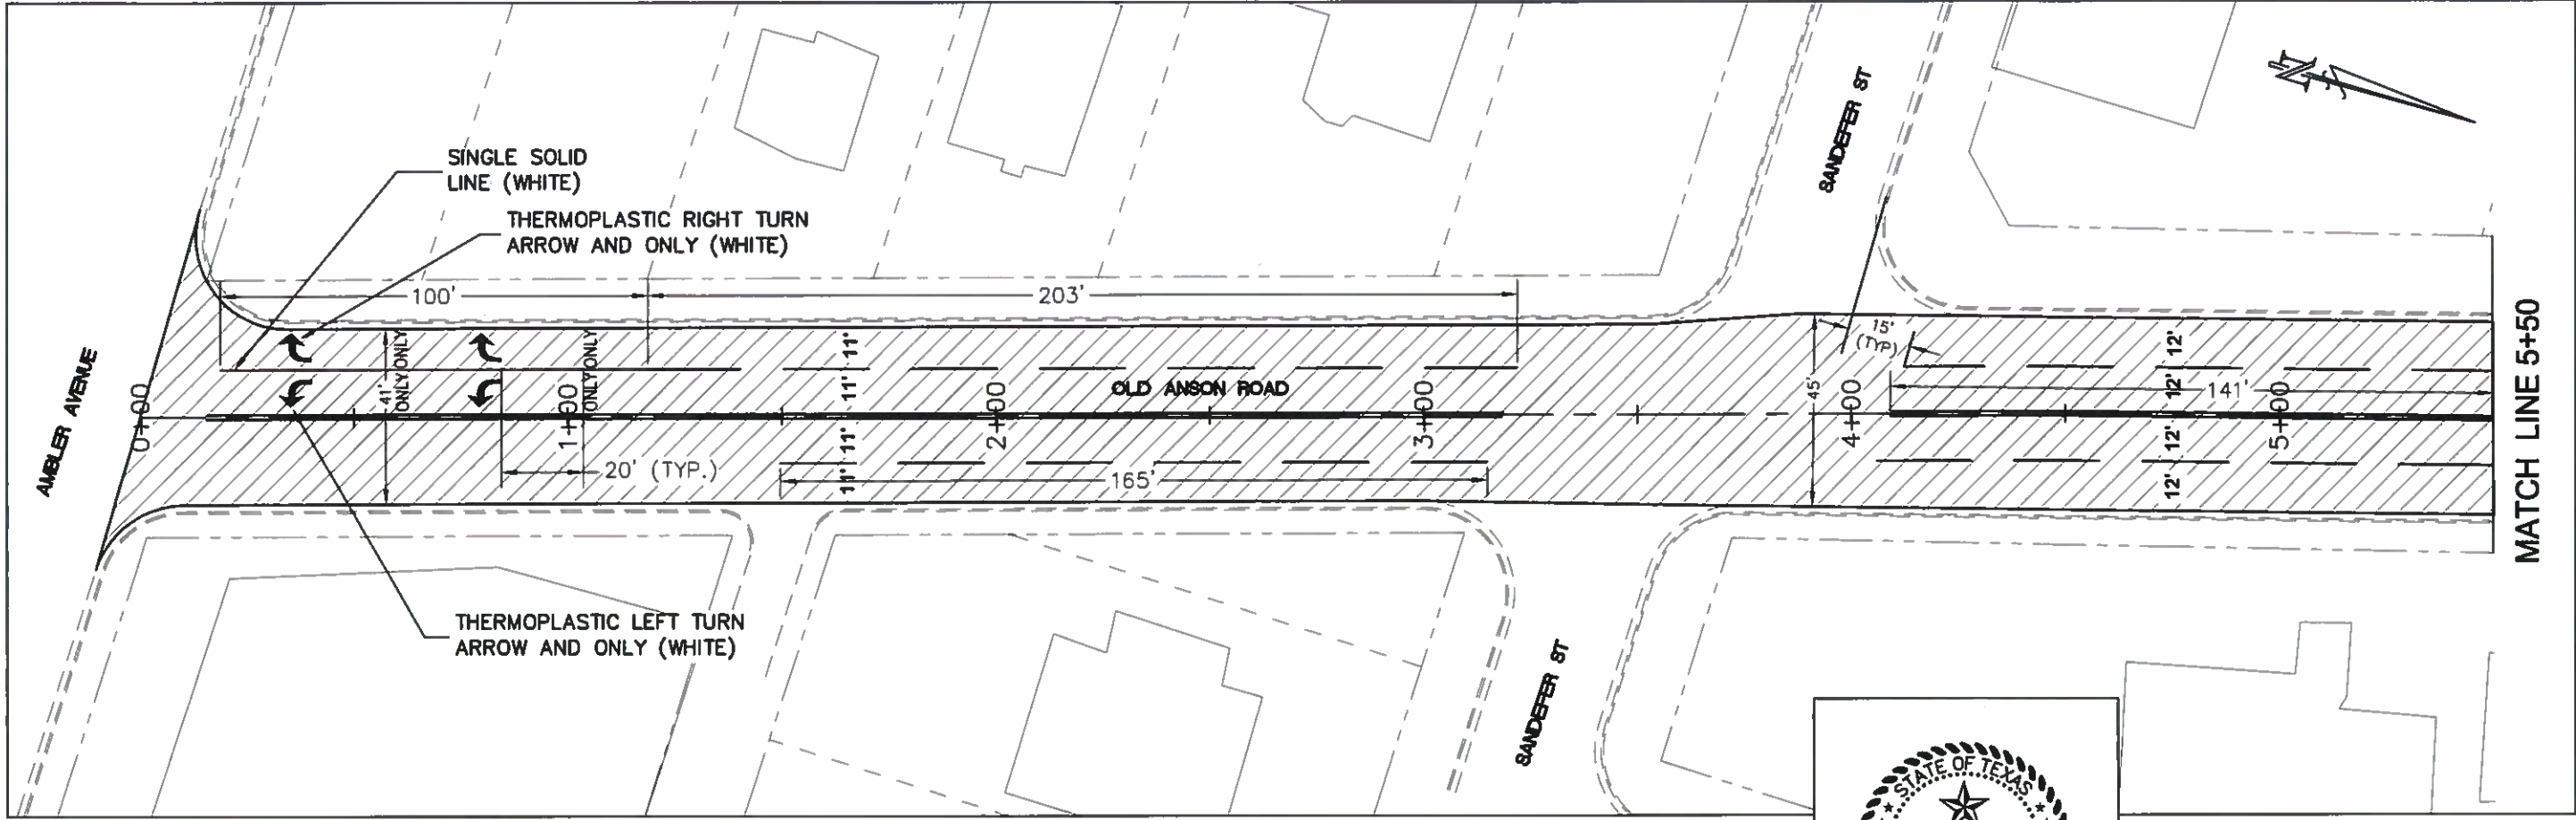 SINGLE SOLID
LINE (WHITE)
THERMOPLASTIC RIGHT TURN
ARROW AND ONLY (WHITE)
100'
203'
AMBLER AVENUE
0+00
41'
ONLY
ONLY
1+00
ONLY
ONLY
20' (TYP.)
11'
11'
11'
11'
2+00
OLD ANSON ROAD
165'
3+00
SANDEFER ST
N
45'
15'
(TYP)
4+00
12'
12'
12'
12'
141'
5+00
MATCH LINE 5+50
THERMOPLASTIC LEFT TURN
ARROW AND ONLY (WHITE)
SANDEFER ST
STATE OF TEXAS